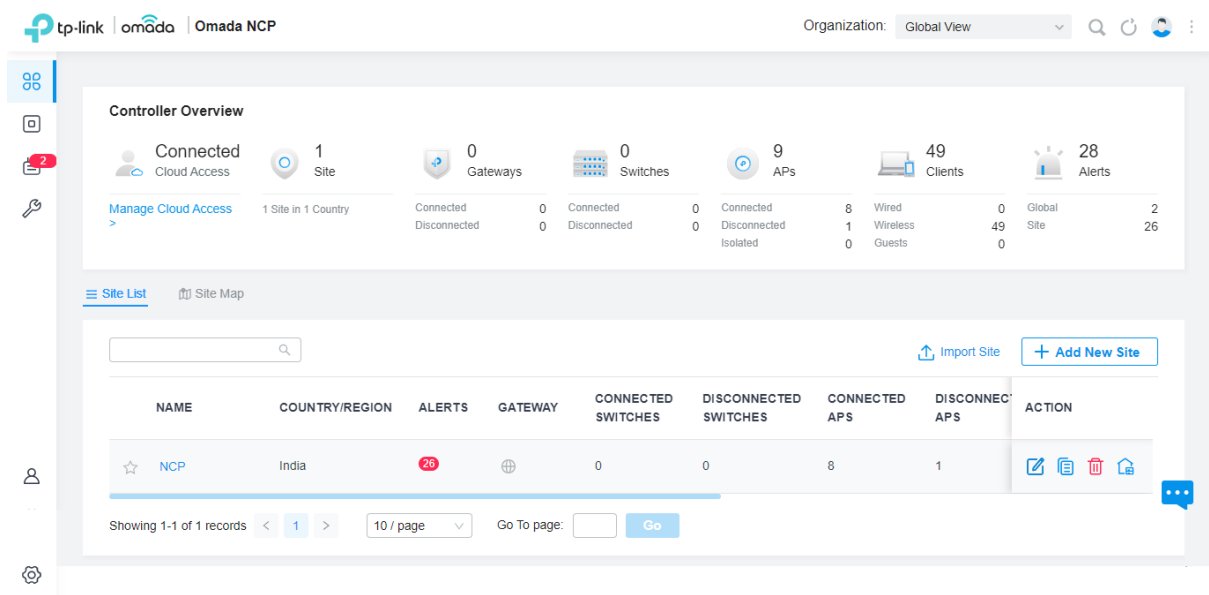 tp-link omada Omada NCP Organization: Global View
2
Controller Overview
Connected
Cloud Access
Manage Cloud Access
>
1
Site
1 Site in 1 Country
0
Gateways
Connected 0
Disconnected 0
0
Switches
Connected 0
Disconnected 0
9
APs
Connected 8
Disconnected 1
Isolated 0
49
Clients
Wired 0
Wireless 49
Guests 0
28
Alerts
Global 2
Site 26
Site List Site Map
Import Site + Add New Site
NAME COUNTRY/REGION ALERTS GATEWAY CONNECTED SWITCHES DISCONNECTED SWITCHES CONNECTED APS DISCONNEC APS ACTION
NCP India 26 0 0 8 1
Showing 1-1 of 1 records < 1 > 10 / page Go To page: Go